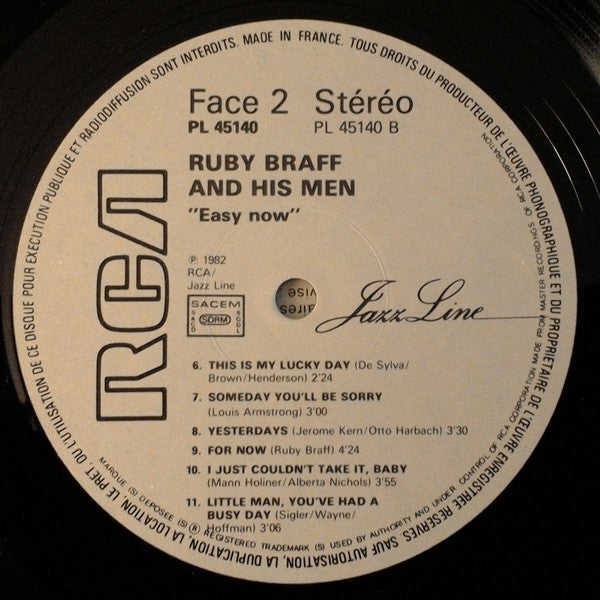 TOUS DROITS DU PRODUCTEUR DE L'ŒUVRE PHONOGRAPHIQUE ET DU PROPRIETAIRE DE L'ŒUVRE ENREGISTREE RESERVES. SAUF AUTORISATION, LA DUPLICATION, LA LOCATION, LE PRET, OU L'UTILISATION DE CE DISQUE POUR EXECUTION PUBLIQUE ET RADIODIFFUSION SONT INTERDITS. MADE IN FRANCE.
MARQUE (S) DEPOSEE (S) ® REGISTERED TRADEMARK (S) USED BY AUTHORITY AND UNDER CONTROL OF RCA CORPORATION MADE FROM MASTER RECORDINGS OF RCA CORPORATION
RCA
Face 2 Stéréo
PL 45140 PL 45140 B
RUBY BRAFF
AND HIS MEN
"Easy now"
℗ 1982
RCA/
Jazz Line
SACEM
SACD SDRM SGDL
Jazz Line
6. THIS IS MY LUCKY DAY (De Sylva/
Brown/Henderson) 2'24
7. SOMEDAY YOU'LL BE SORRY
(Louis Armstrong) 3'00
8. YESTERDAYS (Jerome Kern/Otto Harbach) 3'30
9. FOR NOW (Ruby Braff) 4'24
10. I JUST COULDN'T TAKE IT, BABY
(Mann Holiner/Alberta Nichols) 3'55
11. LITTLE MAN, YOU'VE HAD A
BUSY DAY (Sigler/Wayne/
Hoffman) 3'06